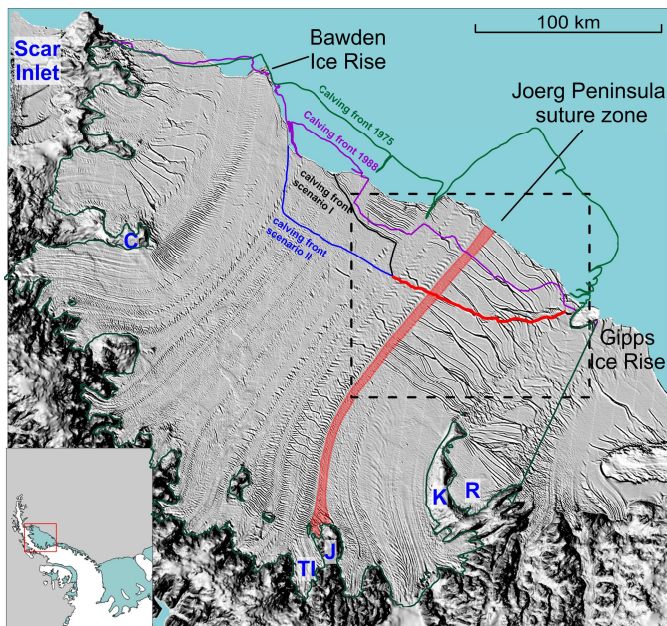 100 km
Scar
Inlet
Bawden
Ice Rise
Joerg Peninsula
suture zone
Calving front 1975
Calving front 1988
calving front
scenario I
calving front
scenario II
C
Gipps
Ice Rise
K
R
TI
J